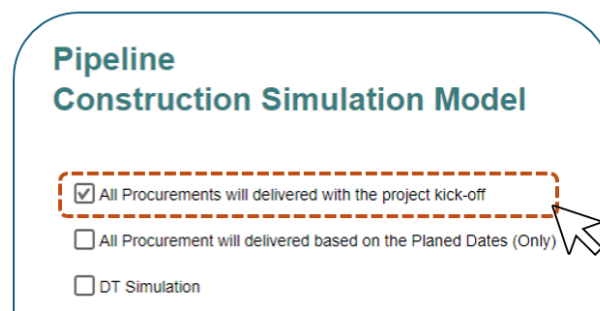 Pipeline
Construction Simulation Model
All Procurements will delivered with the project kick-off
All Procurement will delivered based on the Planed Dates (Only)
DT Simulation